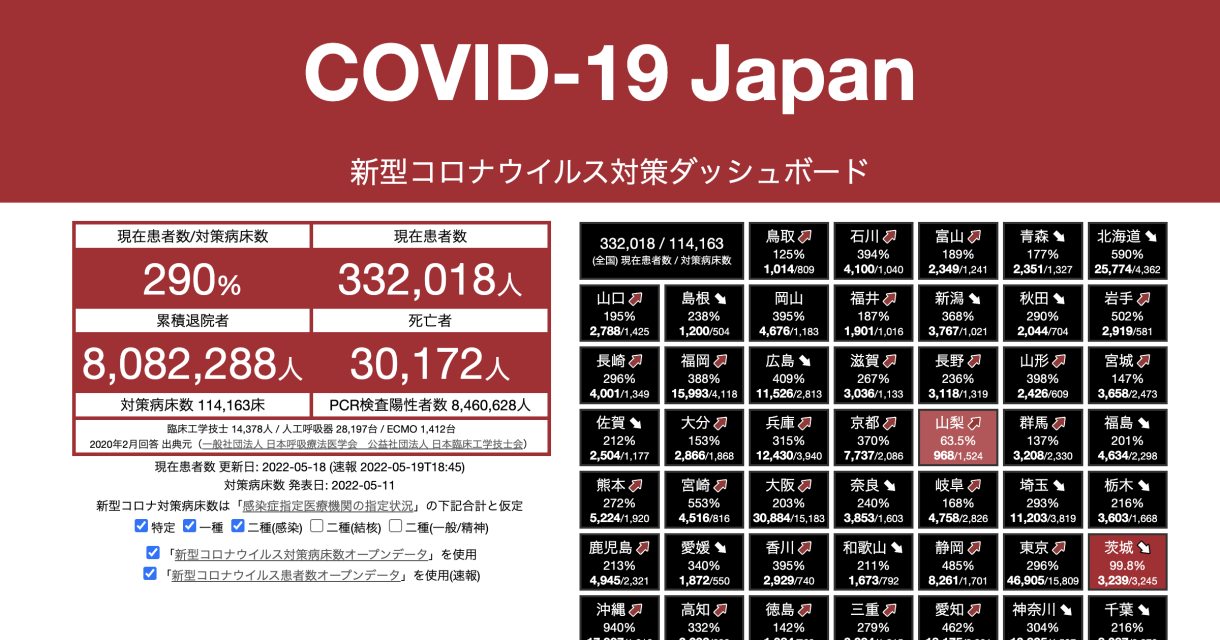 COVID-19 Japan
新型コロナウイルス対策ダッシュボード
現在患者数/対策病床数
現在患者数
290%
332,018人
累積退院者
死亡者
8,082,288人
30,172人
対策病床数 114,163床
PCR検査陽性者数 8,460,628人
臨床工学技士 14,378人 / 人工呼吸器 28,197台 / ECMO 1,412台
2020年2月回答 出典元 (一般社団法人 日本呼吸療法医学会 公益社団法人 日本臨床工学技士会)
現在患者数 更新日: 2022-05-18 (速報 2022-05-19T18:45)
対策病床数 発表日: 2022-05-11
新型コロナ対策病床数は「感染症指定医療機関の指定状況」の下記合計と仮定
特定 一種 二種(感染) 二種(結核) 二種(一般/精神)
「新型コロナウイルス対策病床数オープンデータ」を使用
「新型コロナウイルス患者数オープンデータ」を使用(速報)
332,018 / 114,163
(全国) 現在患者数 / 対策病床数
鳥取
125%
1,014/809
石川
394%
4,100/1,040
富山
189%
2,349/1,241
青森
177%
2,351/1,327
北海道
590%
25,774/4,362
山口
195%
2,788/1,425
島根
238%
1,200/504
岡山
395%
4,676/1,183
福井
187%
1,901/1,016
新潟
368%
3,767/1,021
秋田
290%
2,044/704
岩手
502%
2,919/581
長崎
296%
4,001/1,349
福岡
388%
15,993/4,118
広島
409%
11,526/2,813
滋賀
267%
3,036/1,133
長野
236%
3,118/1,319
山形
398%
2,426/609
宮城
147%
3,658/2,473
佐賀
212%
2,504/1,177
大分
153%
2,866/1,868
兵庫
315%
12,430/3,940
京都
370%
7,737/2,086
山梨
63.5%
968/1,524
群馬
137%
3,208/2,330
福島
201%
4,634/2,298
熊本
272%
5,224/1,920
宮崎
553%
4,516/816
大阪
203%
30,884/15,183
奈良
240%
3,853/1,603
岐阜
168%
4,758/2,826
埼玉
293%
11,203/3,819
栃木
216%
3,603/1,668
鹿児島
213%
4,945/2,321
愛媛
340%
1,872/550
香川
395%
2,929/740
和歌山
211%
1,673/792
静岡
485%
8,261/1,701
東京
296%
46,905/15,809
茨城
99.8%
3,239/3,245
沖縄
940%
高知
332%
徳島
142%
三重
279%
愛知
462%
神奈川
304%
千葉
216%